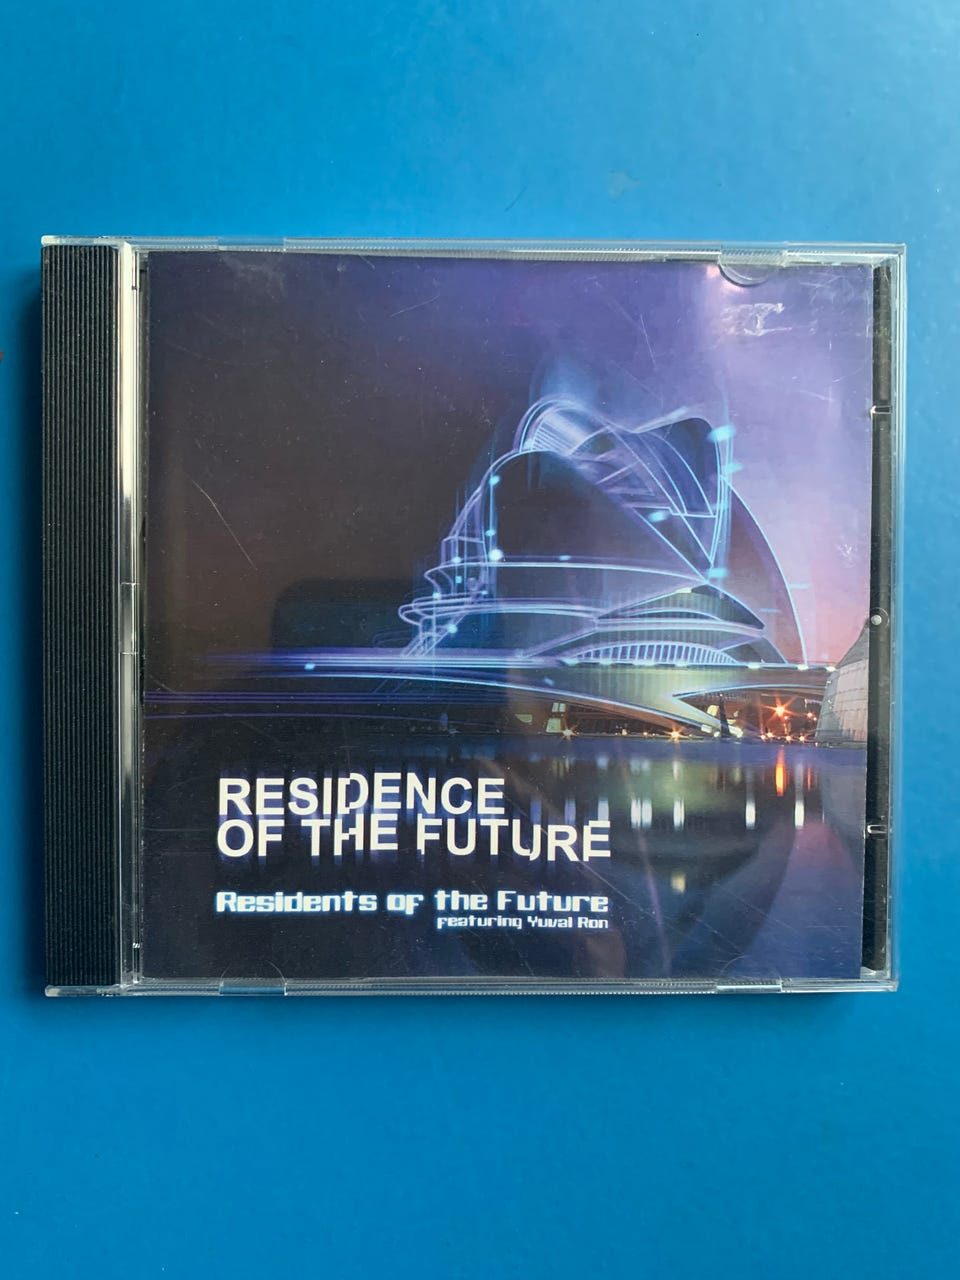 RESIDENCE
OF THE FUTURE
Residents of the Future
featuring Yuval Ron